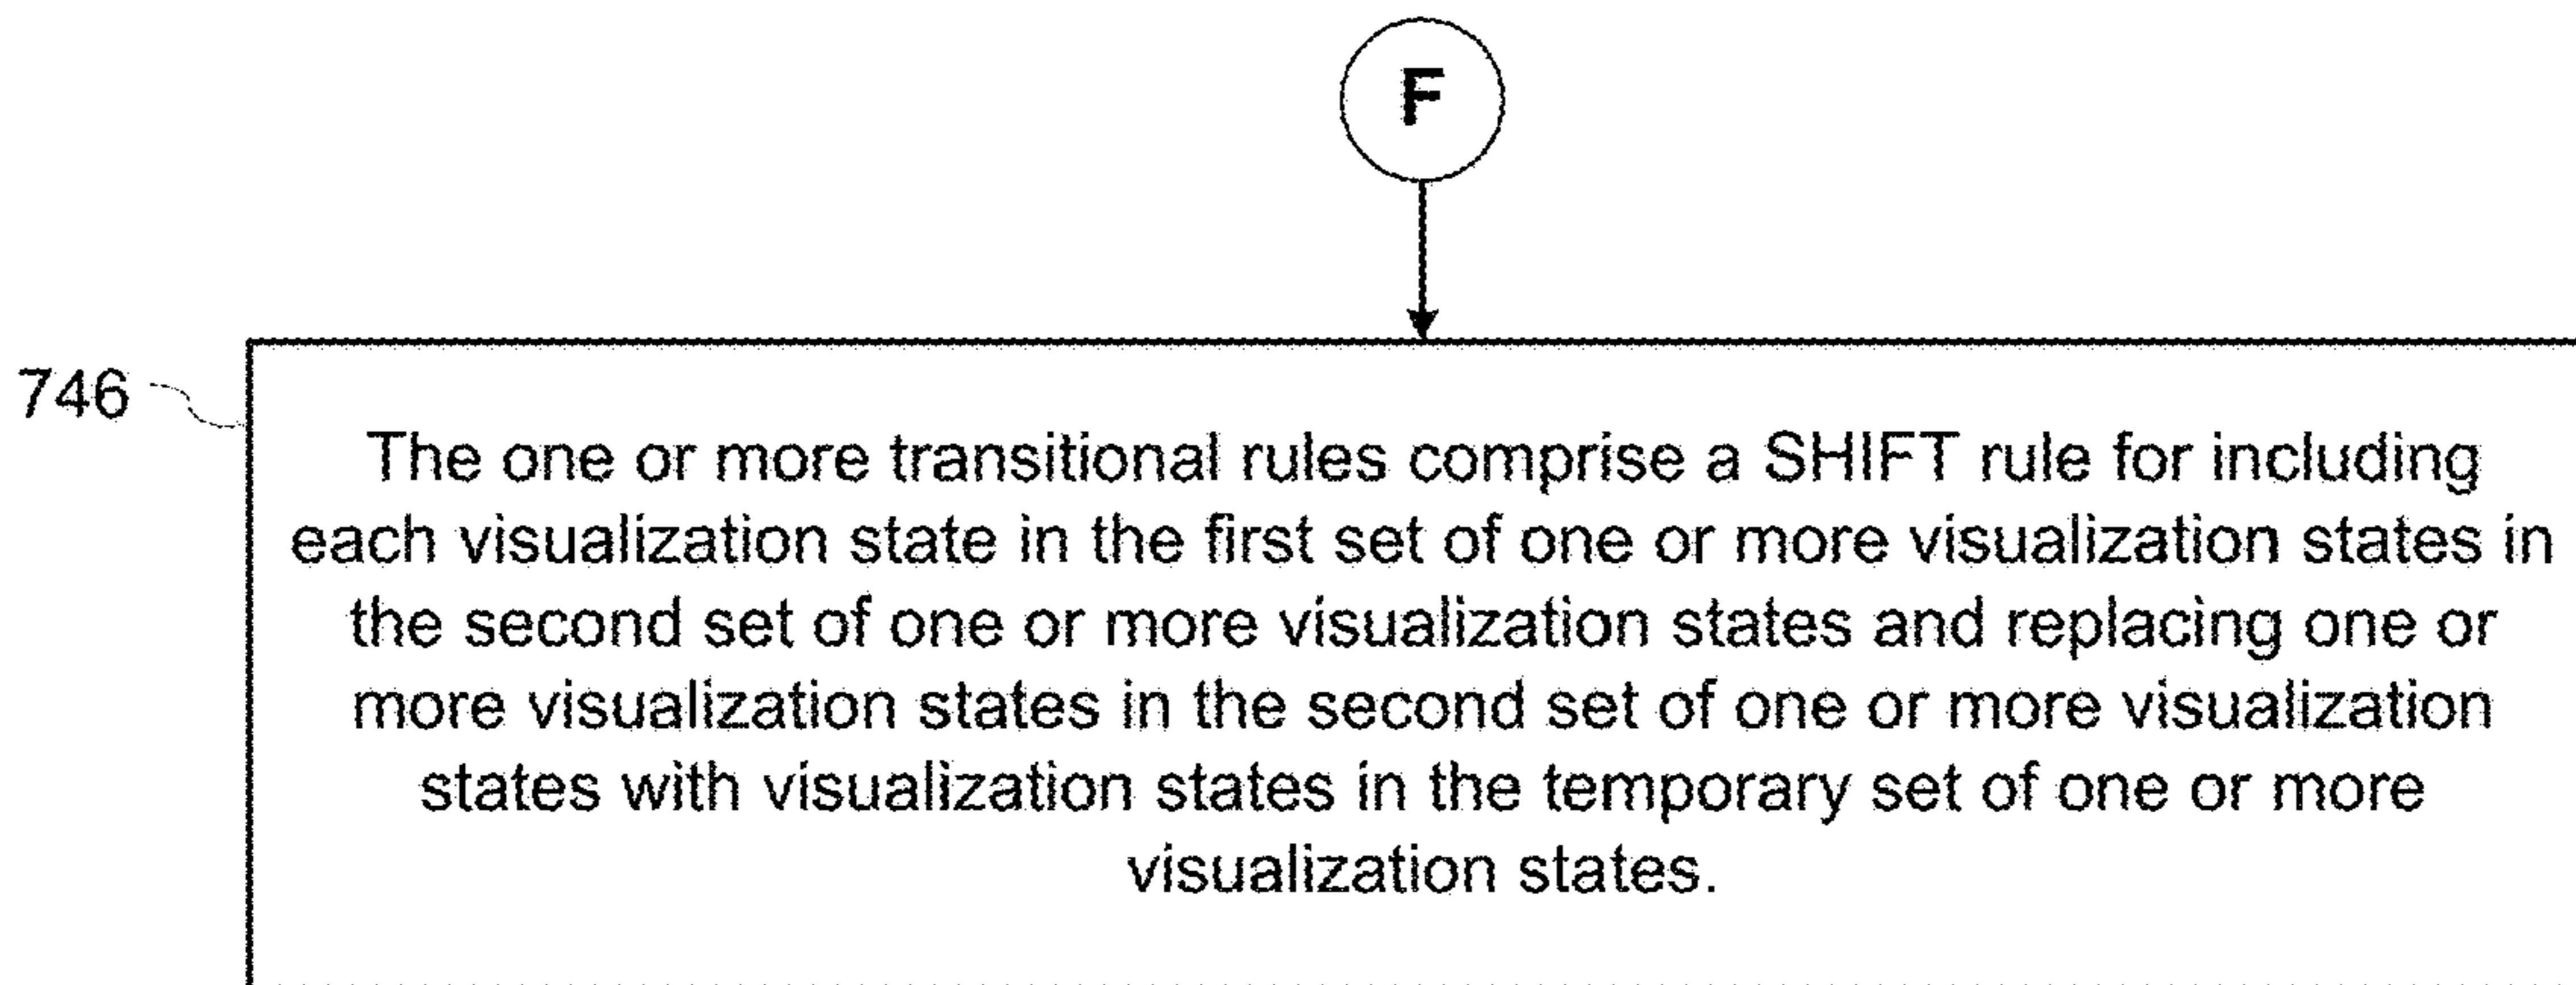 F
746
The one or more transitional rules comprise a SHIFT rule for including
each visualization state in the first set of one or more visualization states in
the second set of one or more visualization states and replacing one or
more visualization states in the second set of one or more visualization
states with visualization states in the temporary set of one or more
visualization states.